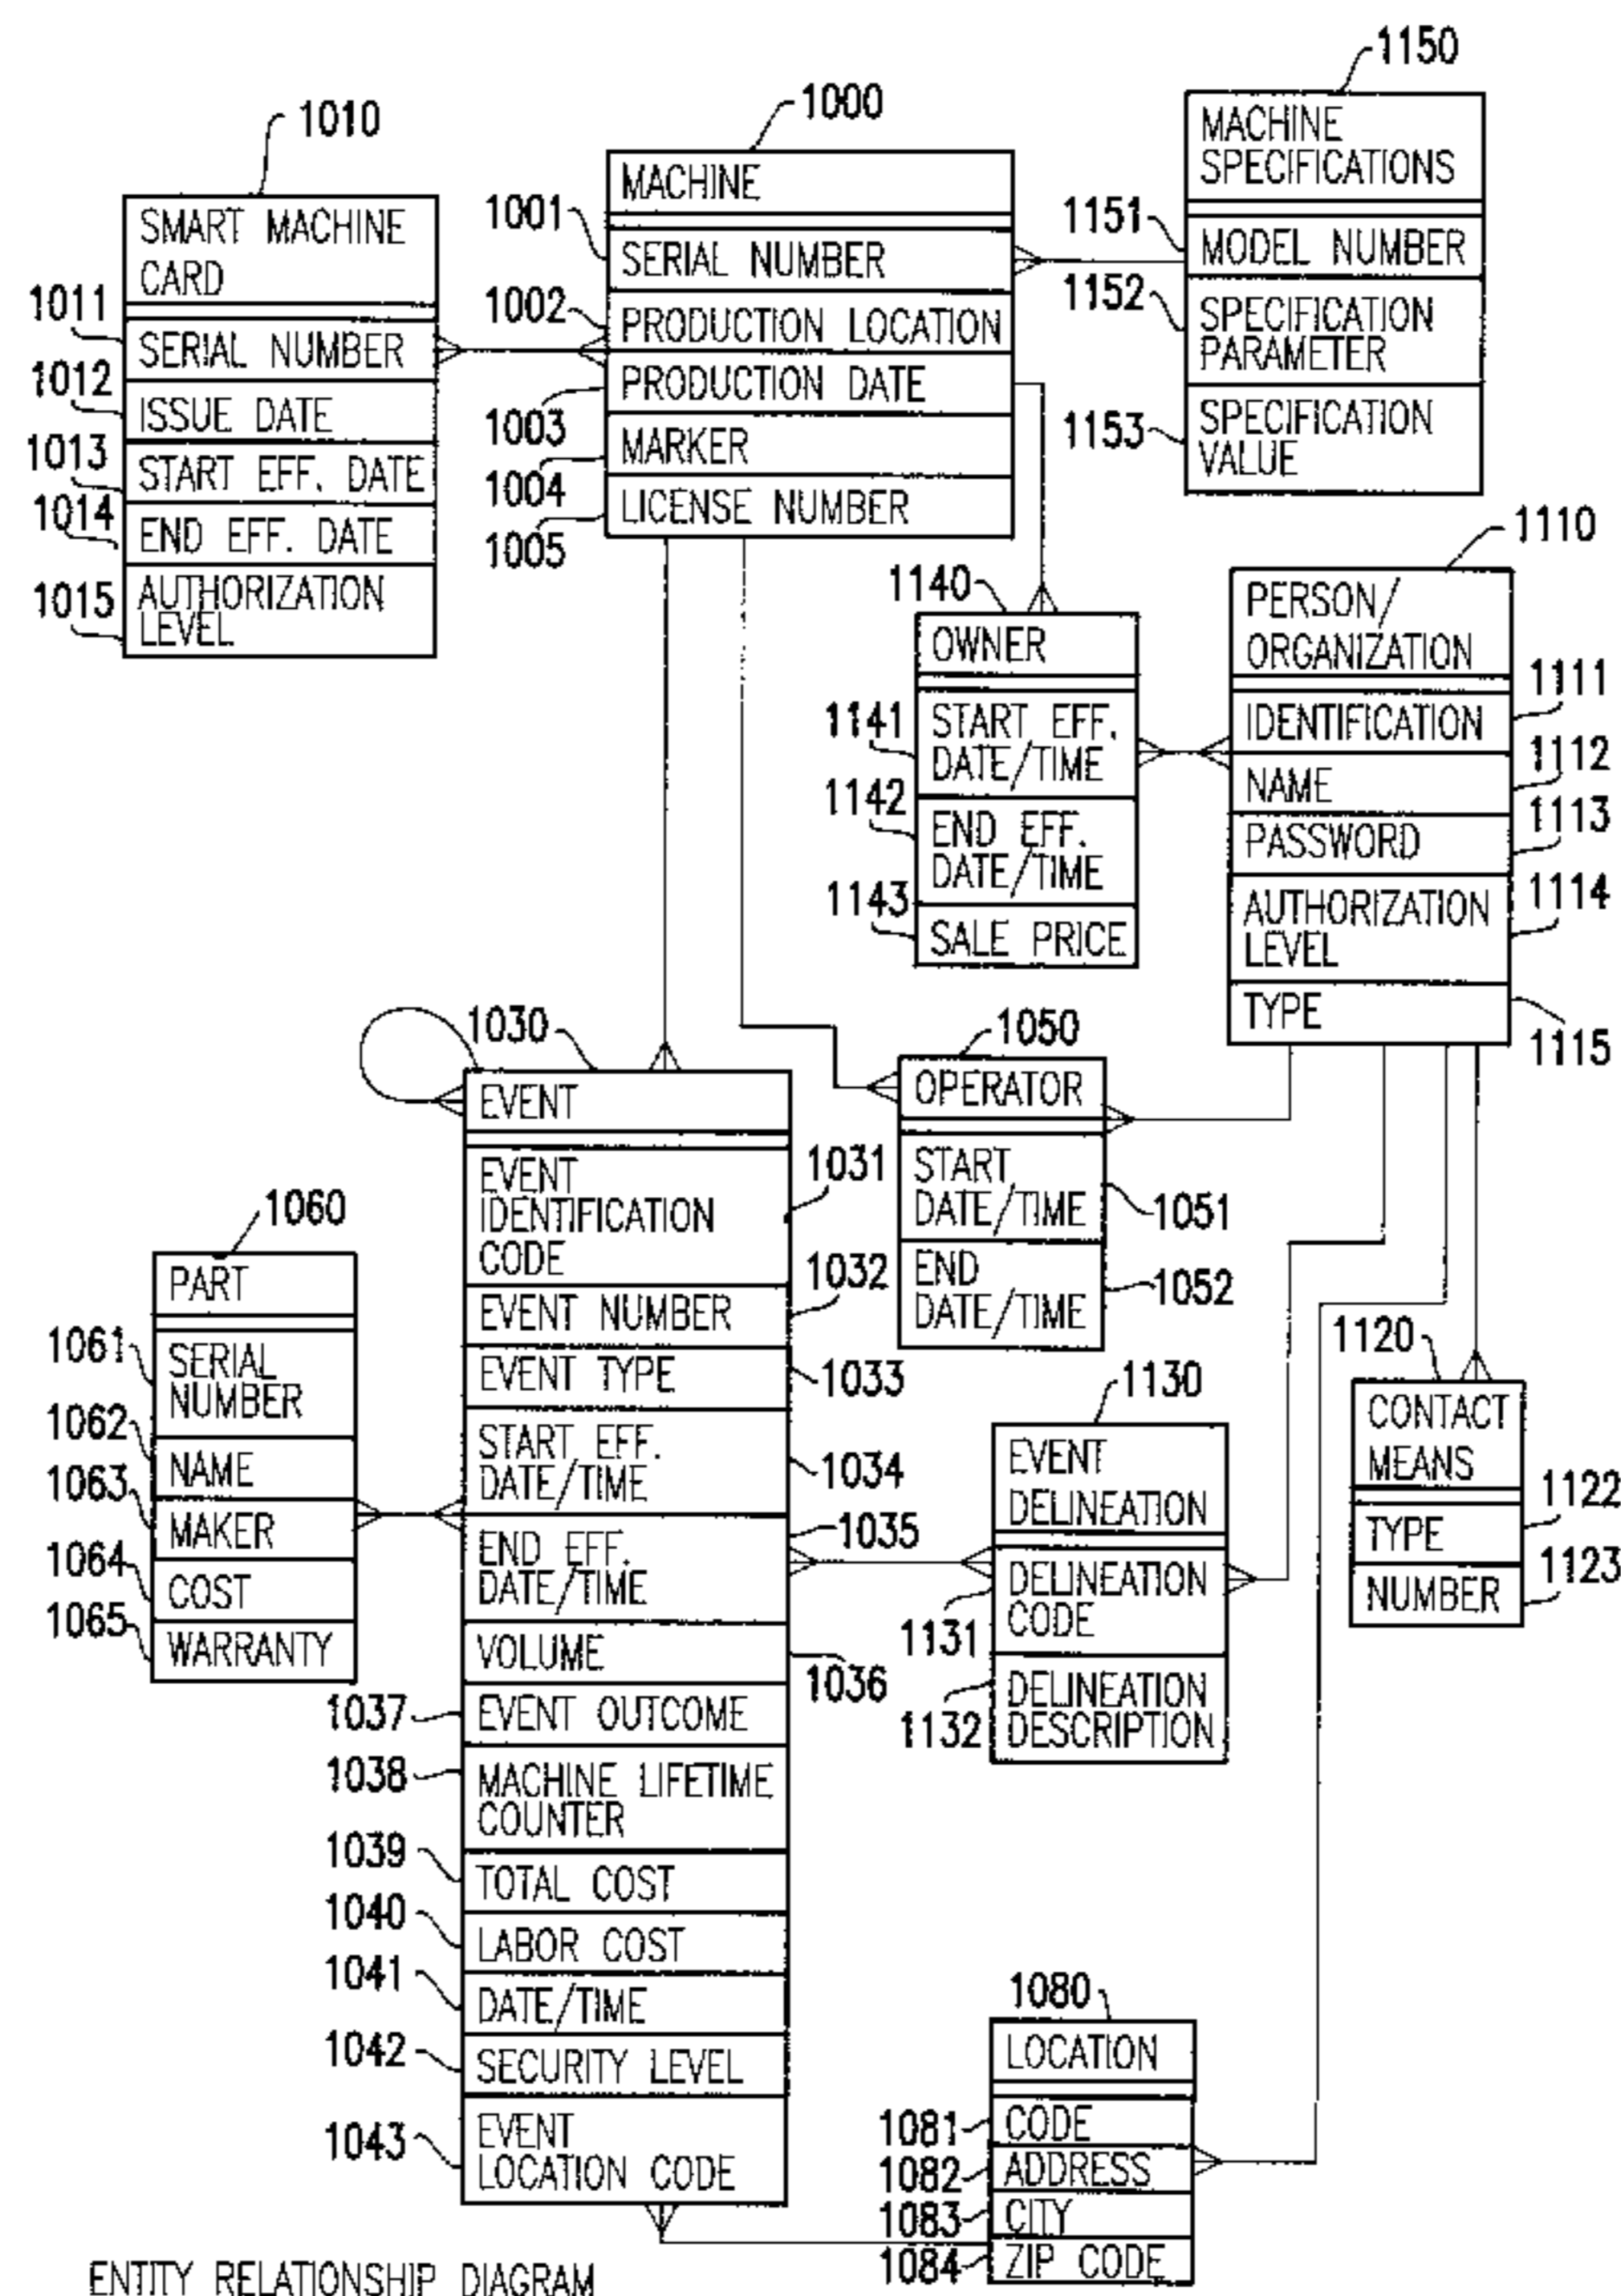 1150
1000
1010
MACHINE
SPECIFICATIONS
MACHINE
SMART MACHINE
CARD
1001
SERIAL NUMBER
1151
MODEL NUMBER
1011
SERIAL NUMBER
1002
PRODUCTION LOCATION
1152
SPECIFICATION
PARAMETER
1012
ISSUE DATE
1003
PRODUCTION DATE
1153
SPECIFICATION
VALUE
1013
START EFF. DATE
1004
MARKER
1014
END EFF. DATE
1005
LICENSE NUMBER
1015
AUTHORIZATION
LEVEL
1110
PERSON/
ORGANIZATION
1140
OWNER
1111
IDENTIFICATION
1141
START EFF.
DATE/TIME
1112
NAME
1142
END EFF.
DATE/TIME
1113
PASSWORD
1143
SALE PRICE
1114
AUTHORIZATION
LEVEL
TYPE
1115
1030
EVENT
1050
OPERATOR
EVENT
IDENTIFICATION
CODE
1031
START
DATE/TIME
1051
1060
PART
EVENT NUMBER
1032
END
DATE/TIME
1052
1061
SERIAL
NUMBER
EVENT TYPE
1033
1130
EVENT
DELINEATION
1120
CONTACT
MEANS
1062
NAME
START EFF.
DATE/TIME
1034
1122
TYPE
1063
MAKER
END EFF.
DATE/TIME
1035
1131
DELINEATION
CODE
1123
NUMBER
1064
COST
1065
WARRANTY
VOLUME
1036
1132
DELINEATION
DESCRIPTION
1037
EVENT OUTCOME
1038
MACHINE LIFETIME
COUNTER
1039
TOTAL COST
1040
LABOR COST
1041
DATE/TIME
1080
LOCATION
1042
SECURITY LEVEL
1081
CODE
1043
EVENT
LOCATION CODE
1082
ADDRESS
1083
CITY
1084
ZIP CODE
ENTITY RELATIONSHIP DIAGRAM